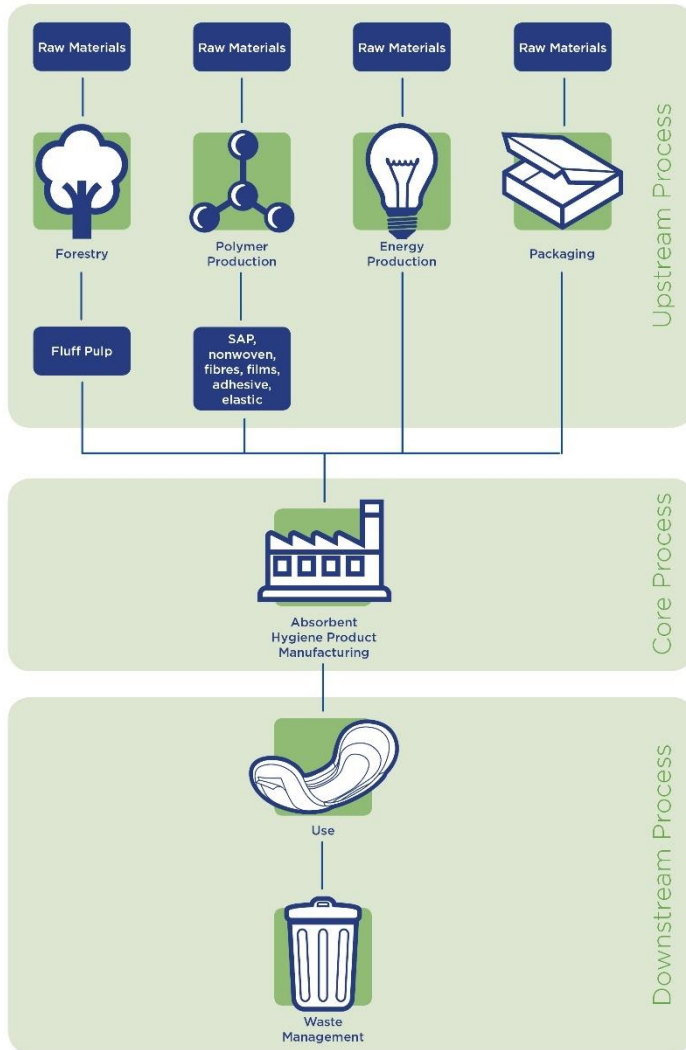 Raw Materials
Raw Materials
Raw Materials
Raw Materials
Forestry
Polymer
Production
Energy
Production
Packaging
Fluff Pulp
SAP,
nonwoven,
fibres, films,
adhesive,
elastic
Upstream Process
Absorbent
Hygiene Product
Manufacturing
Core Process
Use
Waste
Management
Downstream Process